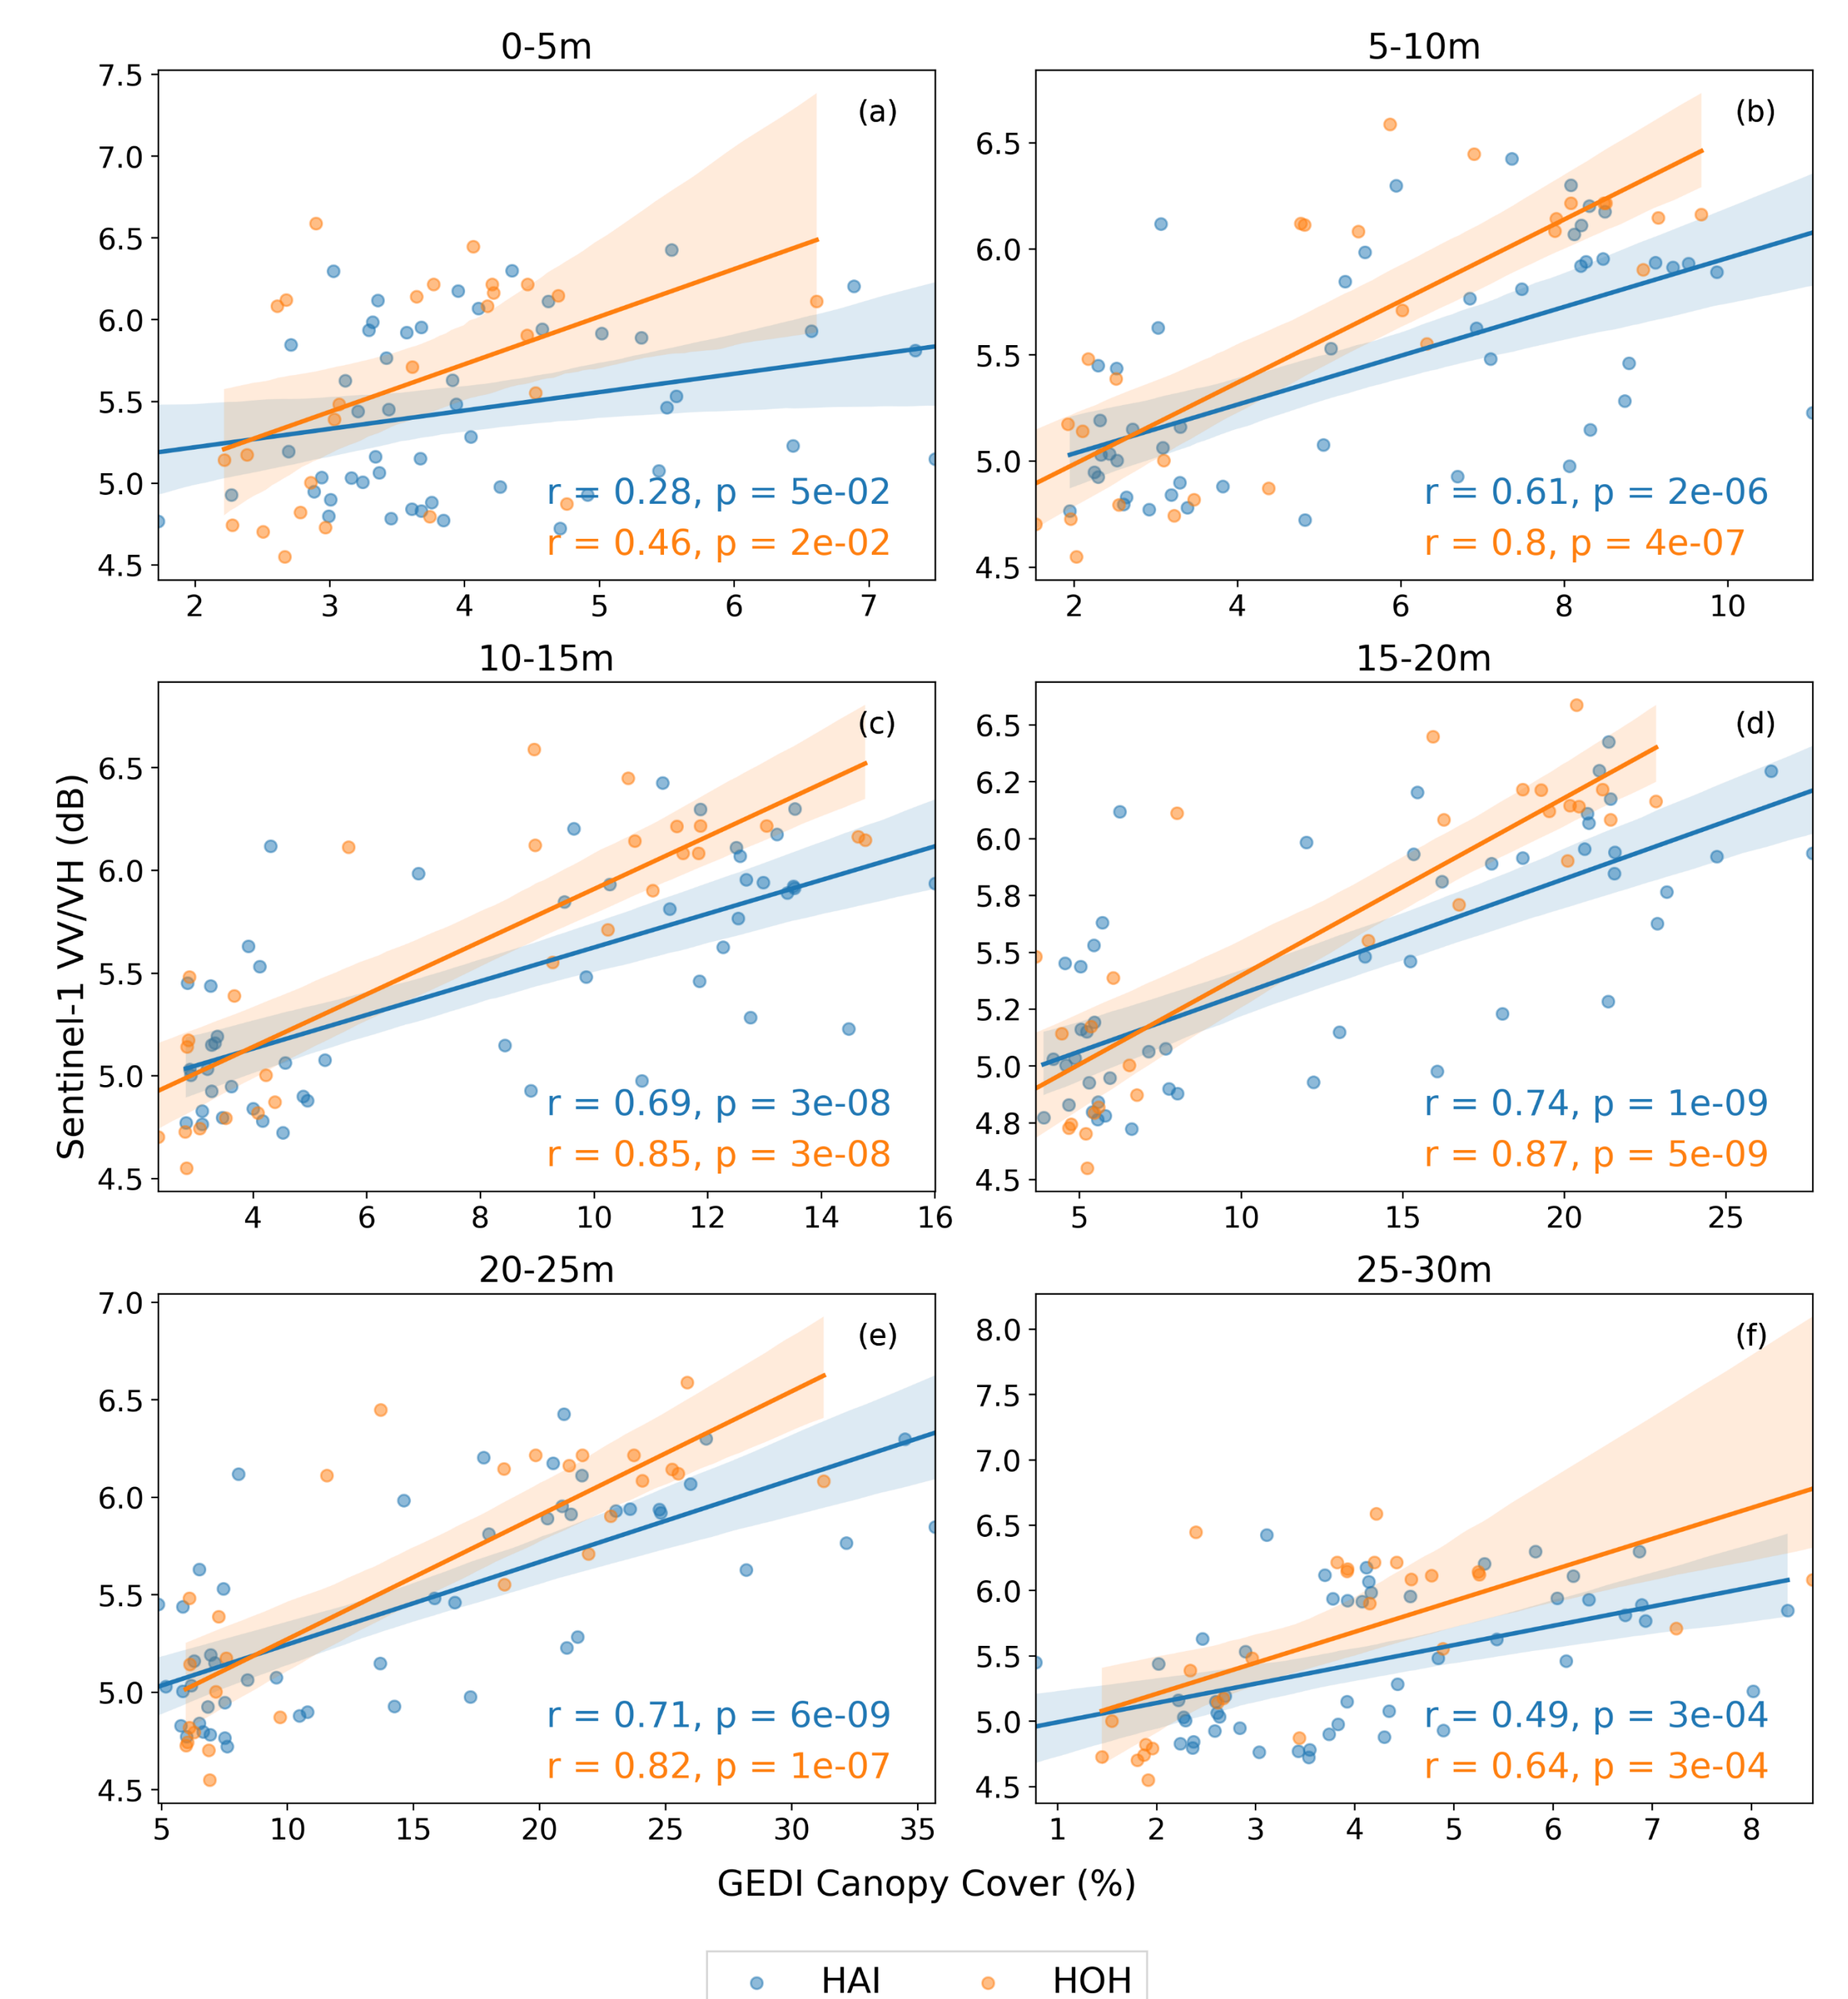 0-5m
(a)
7.5
7.0
6.5
6.0
5.5
5.0
4.5
r = 0.28, p = 5e-02
r = 0.46, p = 2e-02
2 3 4 5 6 7
5-10m
(b)
6.5
6.0
5.5
5.0
4.5
r = 0.61, p = 2e-06
r = 0.8, p = 4e-07
2 4 6 8 10
Sentinel-1 VV/VH (dB)
10-15m
(c)
6.5
6.0
5.5
5.0
4.5
r = 0.69, p = 3e-08
r = 0.85, p = 3e-08
4 6 8 10 12 14 16
15-20m
(d)
6.5
6.2
6.0
5.8
5.5
5.2
5.0
4.8
4.5
r = 0.74, p = 1e-09
r = 0.87, p = 5e-09
5 10 15 20 25
20-25m
(e)
7.0
6.5
6.0
5.5
5.0
4.5
r = 0.71, p = 6e-09
r = 0.82, p = 1e-07
5 10 15 20 25 30 35
25-30m
(f)
8.0
7.5
7.0
6.5
6.0
5.5
5.0
4.5
r = 0.49, p = 3e-04
r = 0.64, p = 3e-04
1 2 3 4 5 6 7 8
GEDI Canopy Cover (%)
HAI HOH